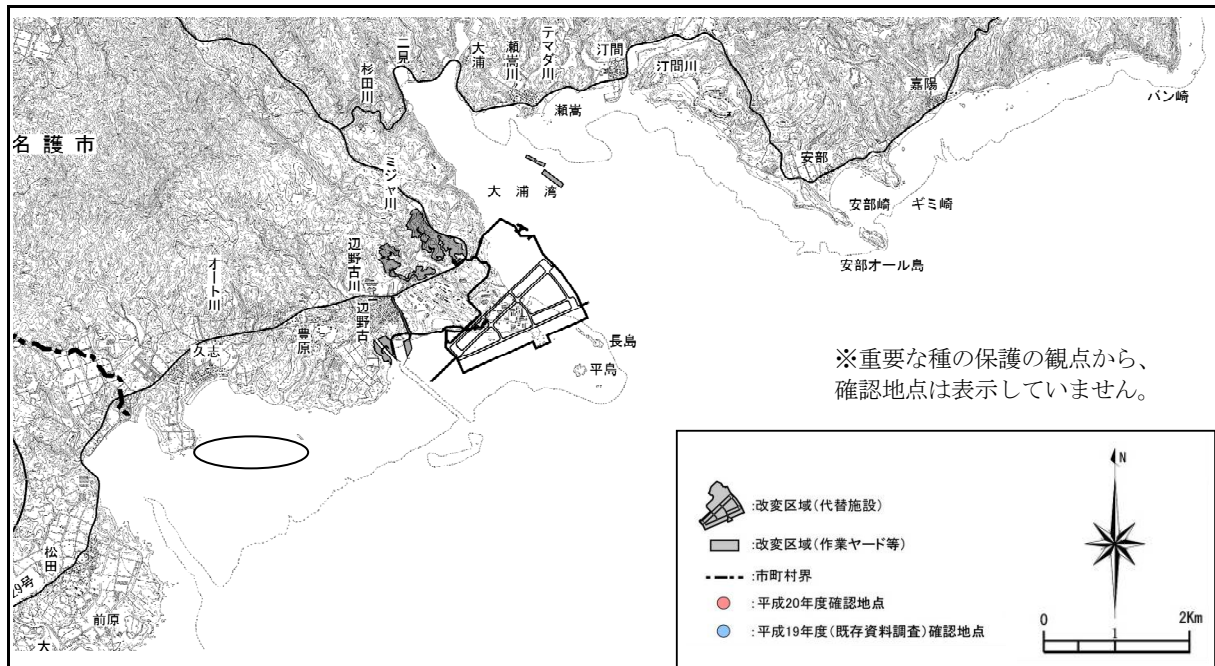 二見
大浦
瀬嵩川
テマダ川
汀間
汀間川
嘉陽
バン崎
杉田川
瀬嵩
名護市
安部
ミジャ川
大浦湾
安部崎
ギミ崎
安部オール島
辺野古川
オート川
辺野古
豊原
久志
長島
平島
※重要な種の保護の観点から、
確認地点は表示していません。
N
:改変区域(代替施設)
:改変区域(作業ヤード等)
:市町村界
:平成20年度確認地点
:平成19年度(既存資料調査)確認地点
0
1
2Km
松田
29号
前原
大